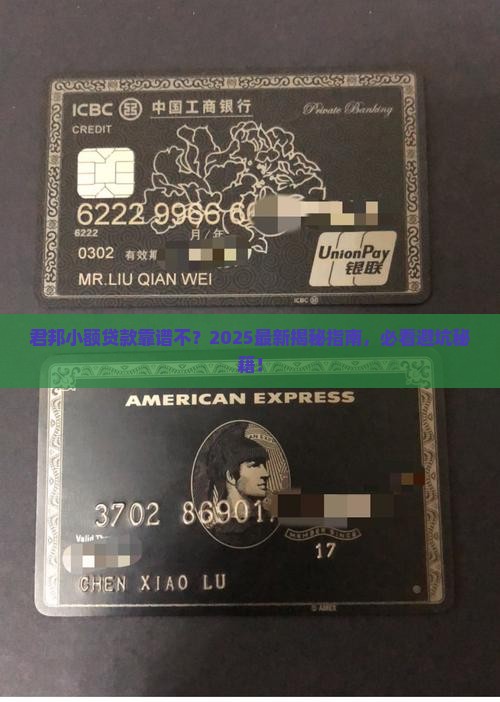 ICBC 中国工商银行
Private Banking
CREDIT
6222 9966 6
6222
月/年
0302 有效期
UnionPay
银联
MR.LIU QIAN WEI
ICBC
君邦小额贷款靠谱不？2025最新揭秘指南，必看避坑秘
籍！
AMERICAN EXPRESS
3702 86901
MEMBER SINCE
Valid
17
CHEN XIAO LU
© AMEX